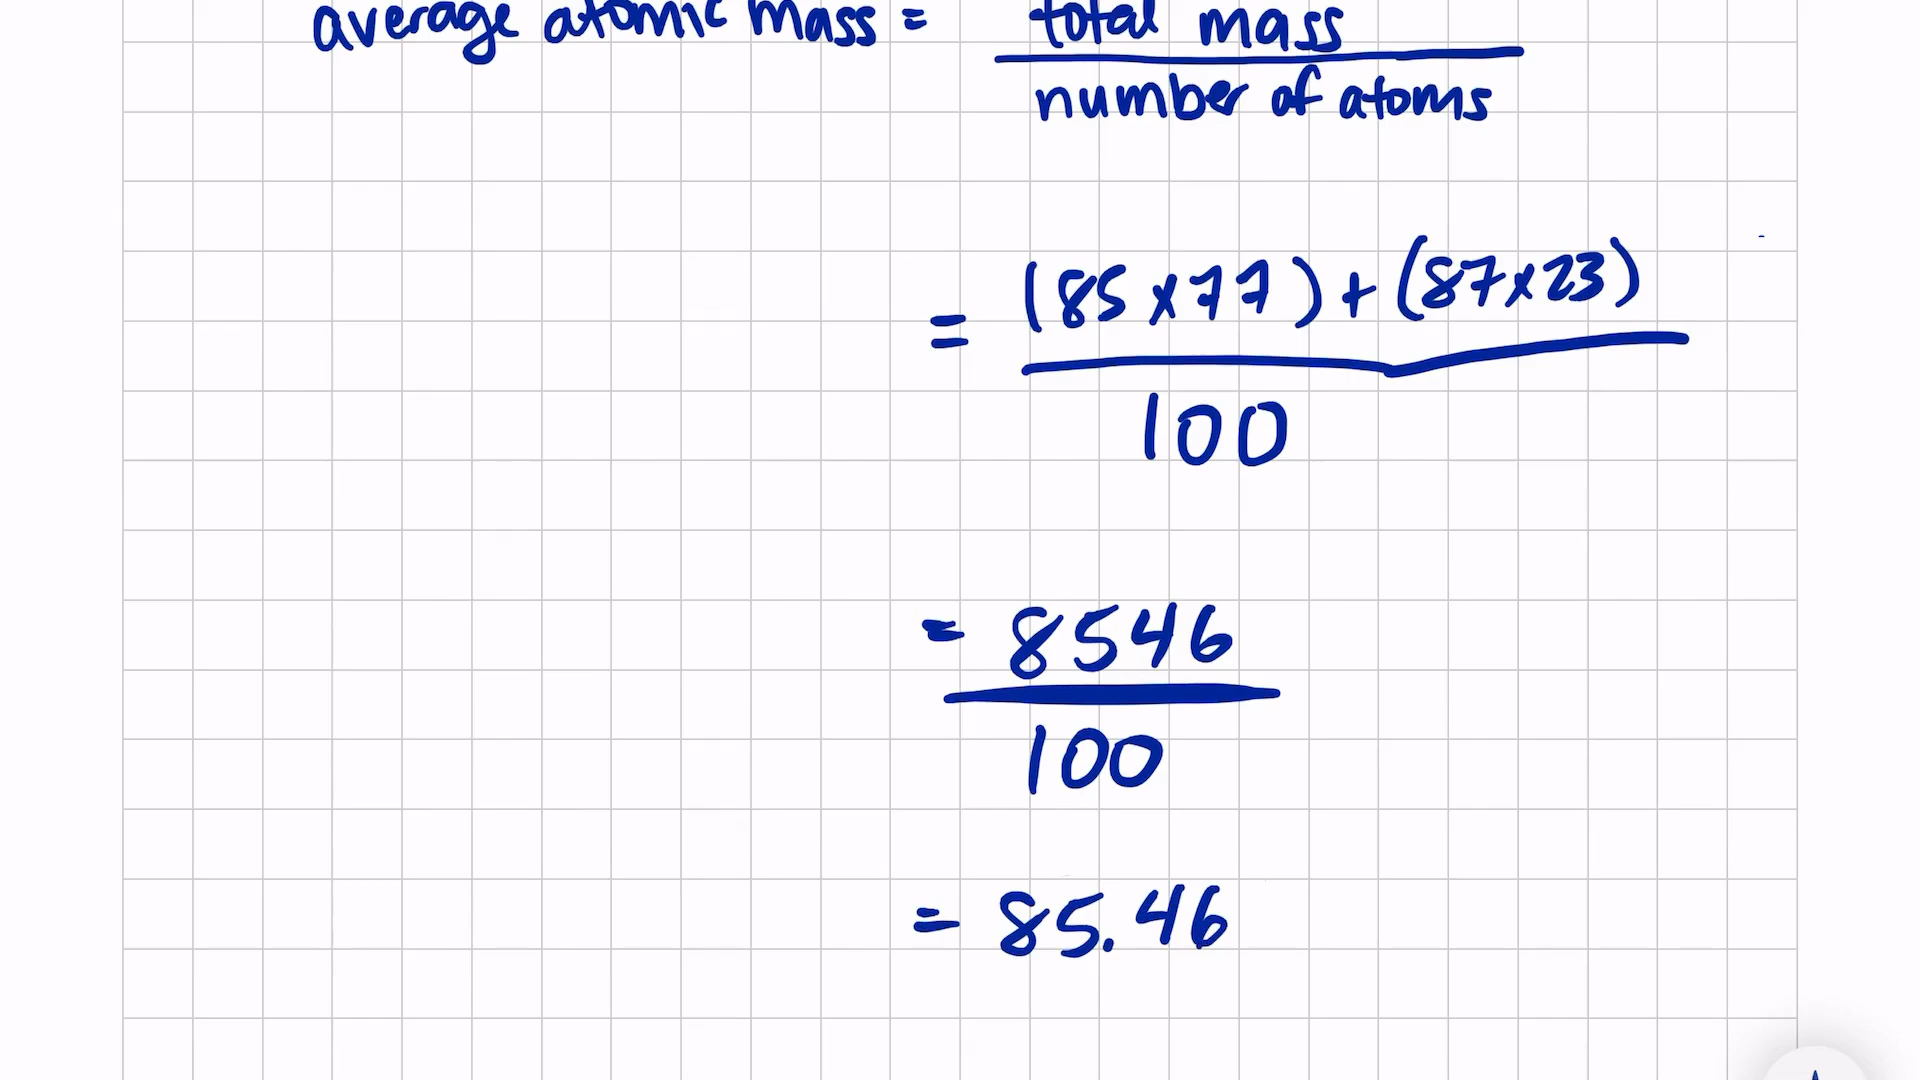 average atomic mass = total mass
number of atoms
= (85 x 77) + (87 x 23)
100
= 8546
100
= 85.46